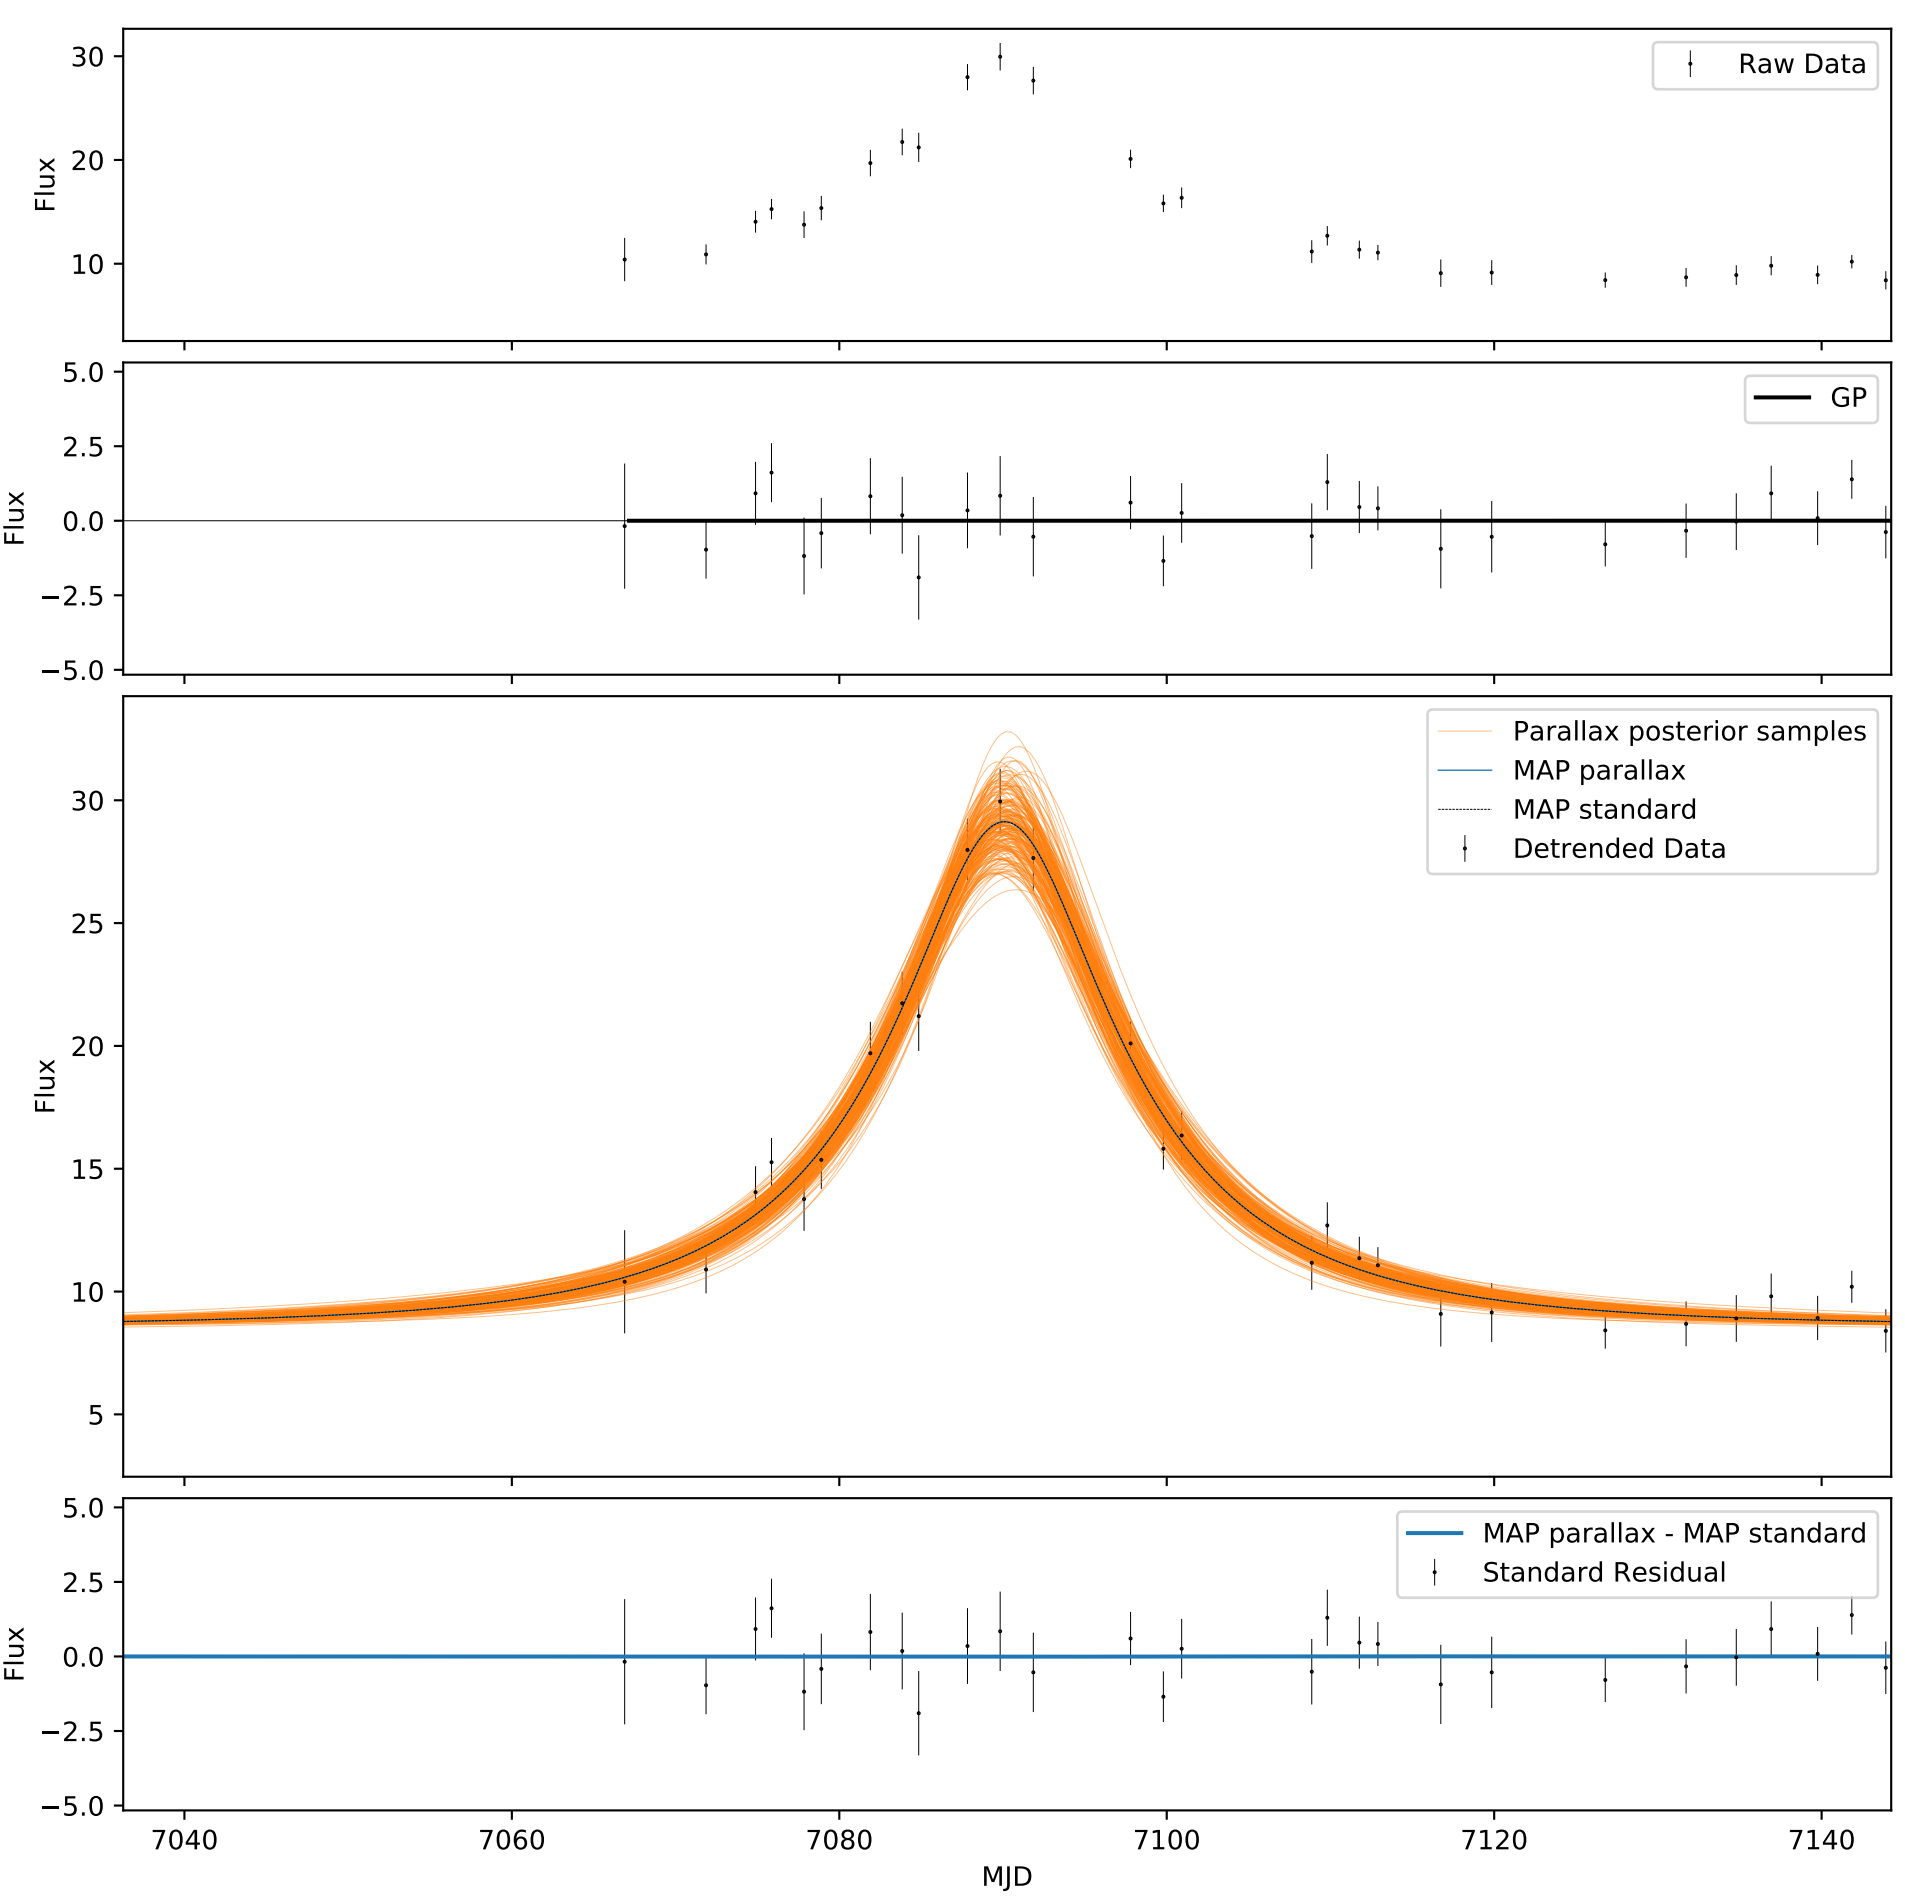 30
20
10
Flux
Raw Data
5.0
2.5
0.0
−2.5
−5.0
Flux
GP
30
25
20
15
10
5
Flux
Parallax posterior samples
MAP parallax
MAP standard
Detrended Data
5.0
2.5
0.0
−2.5
−5.0
Flux
MAP parallax - MAP standard
Standard Residual
7040 7060 7080 7100 7120 7140
MJD